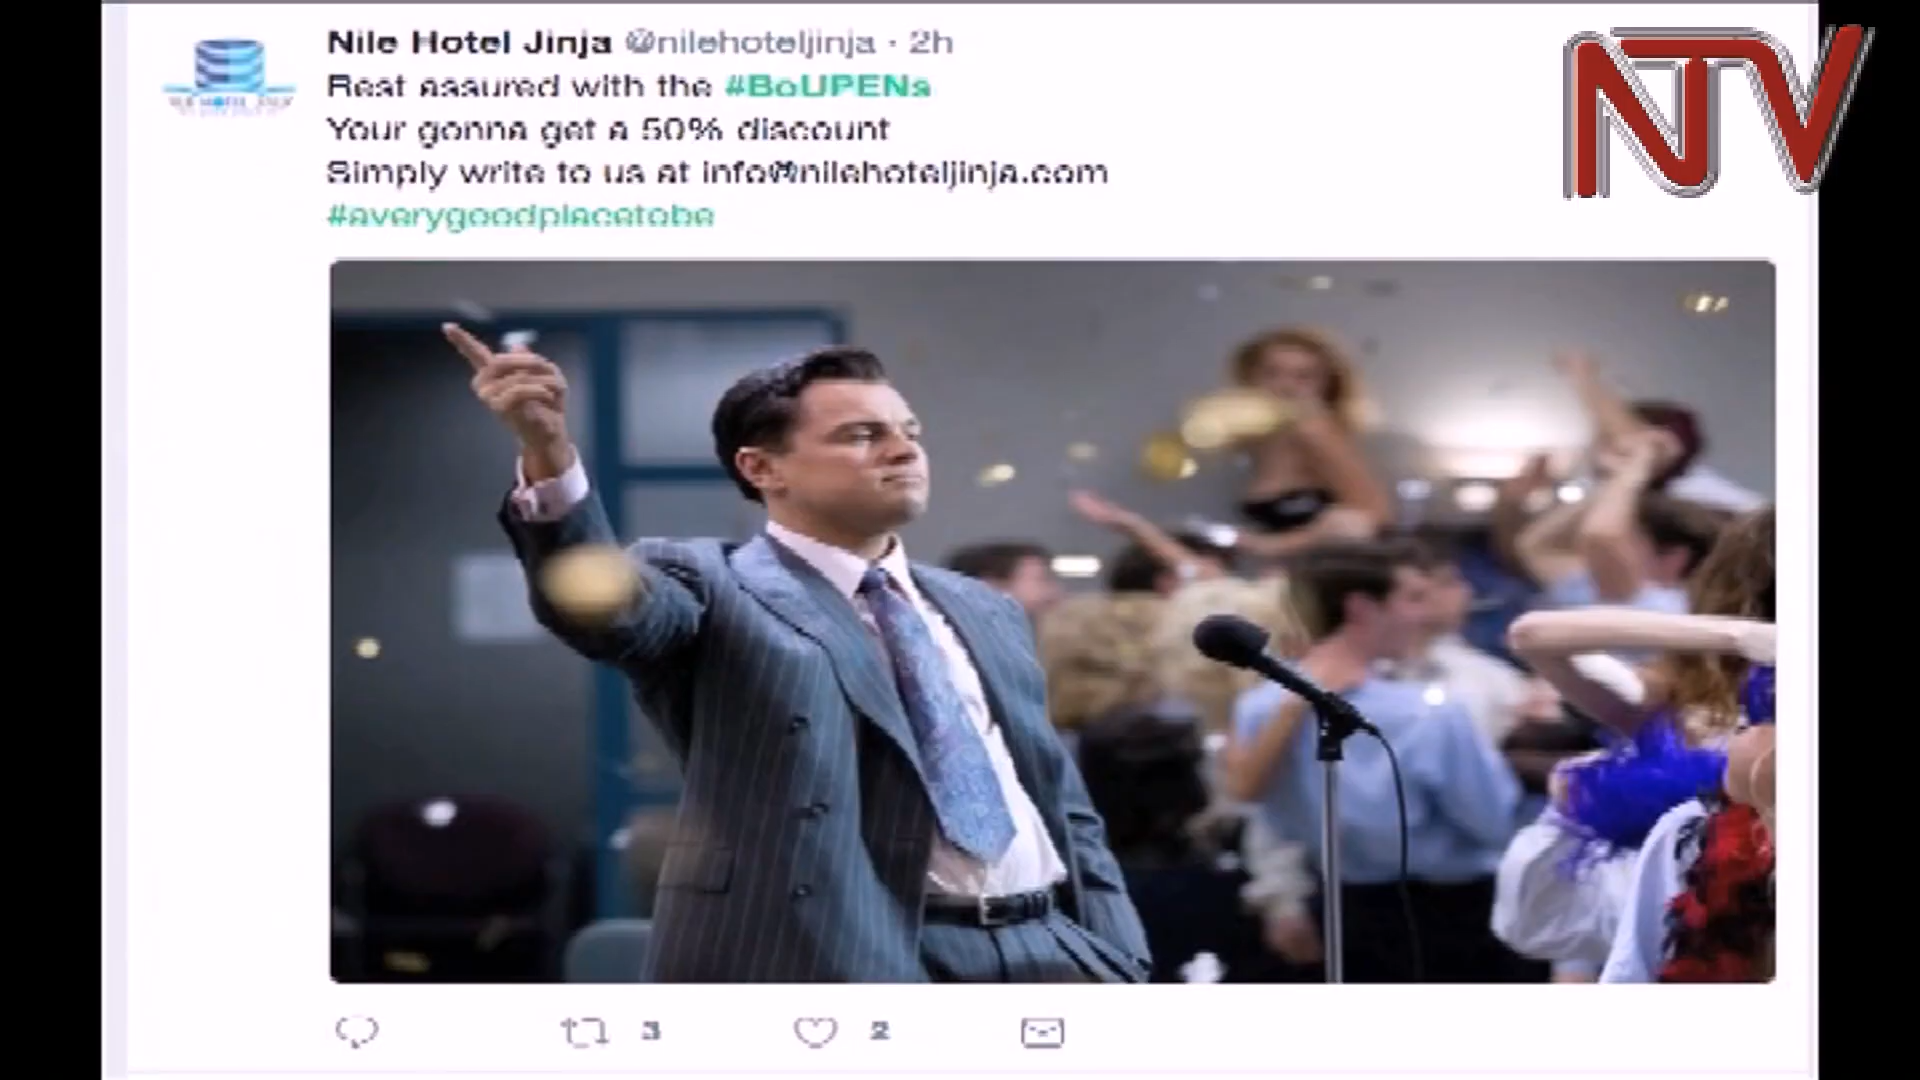 Nile Hotel Jinja @nilehoteljinja · 2h
Rest assured with the #BoUPENs
Your gonna get a 50% discount
Simply write to us at info@nilehoteljinja.com
#averygoodplacetobe
NTV
3
2